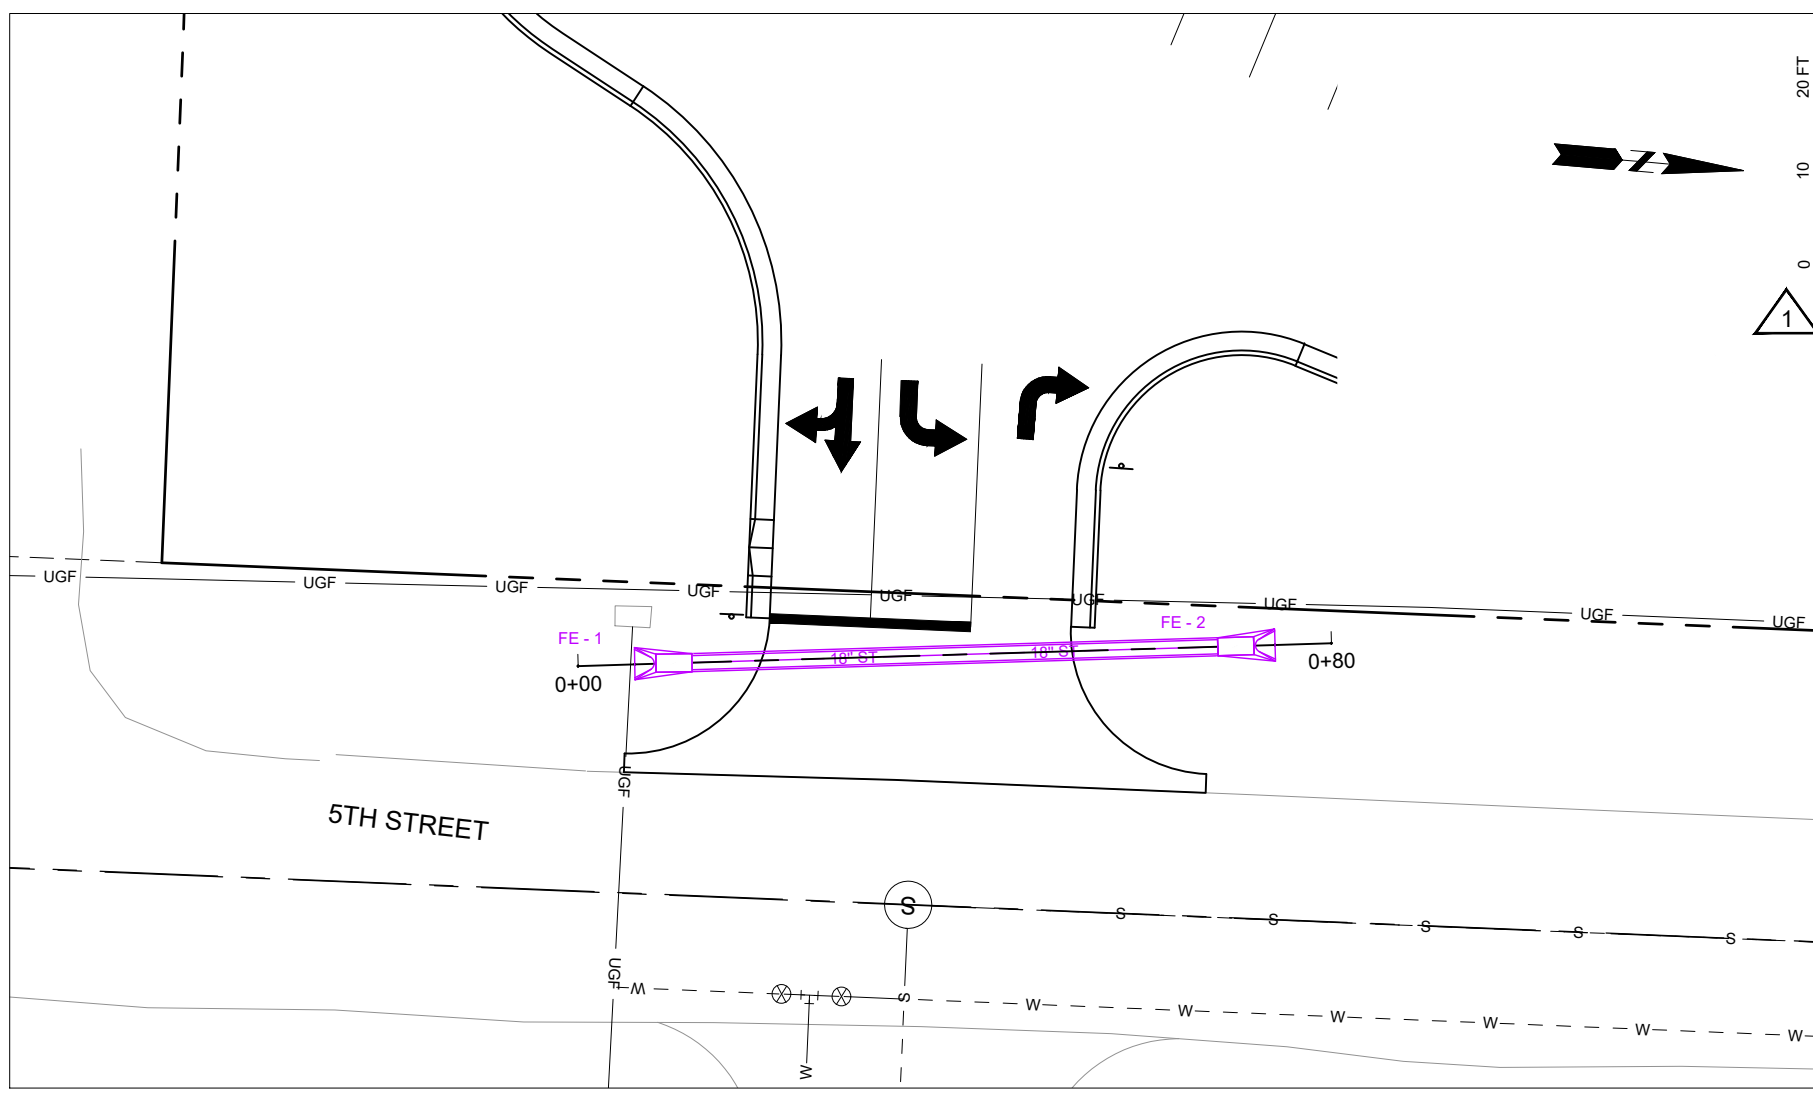 20 FT
10
0
1
UGF UGF UGF UGF UGF UGF UGF UGF UGF
FE - 1
FE - 2
18" ST 18" ST
0+00
0+80
UGF
5TH STREET
S S S S S S
UGF
W S W W W W W W
W